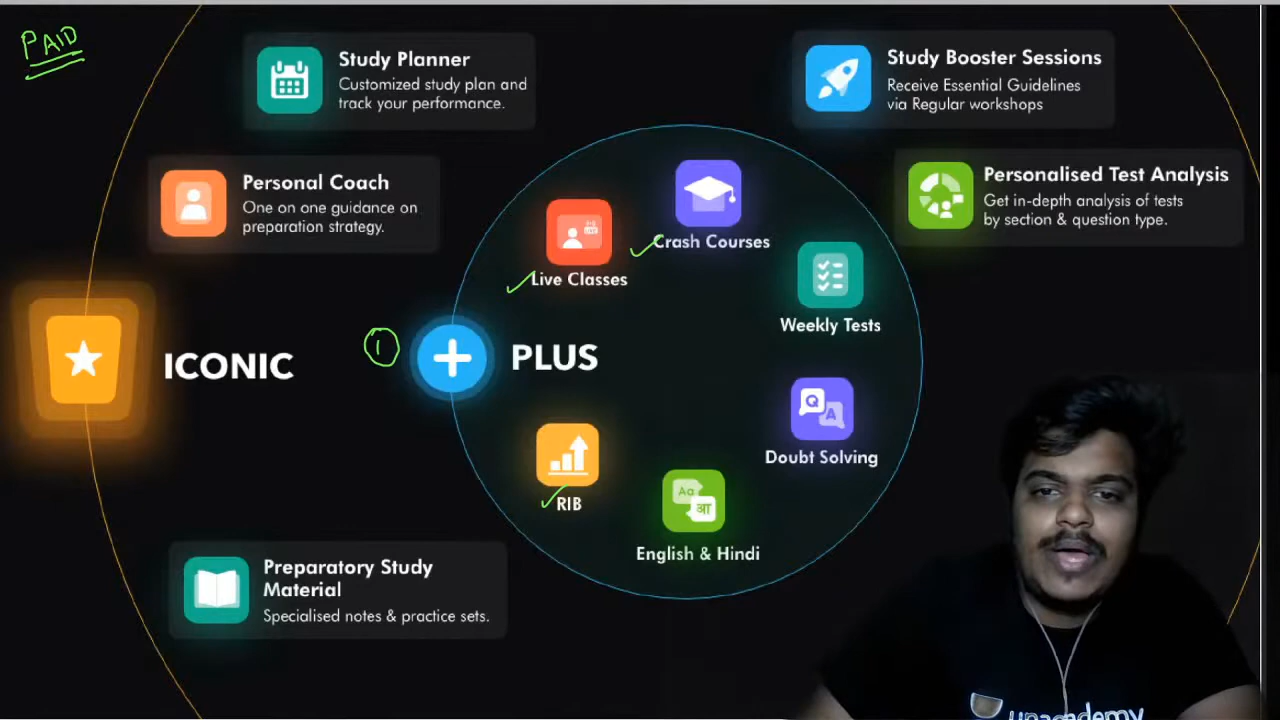 PAID
Study Planner
Customized study plan and
track your performance.
Study Booster Sessions
Receive Essential Guidelines
via Regular workshops
Personal Coach
One on one guidance on
preparation strategy.
Personalised Test Analysis
Get in-depth analysis of tests
by section & question type.
Crash Courses
Live Classes
Weekly Tests
ICONIC
1
PLUS
Q
A
Doubt Solving
RIB
Aa
अा
English & Hindi
Preparatory Study
Material
Specialised notes & practice sets.
unacademy